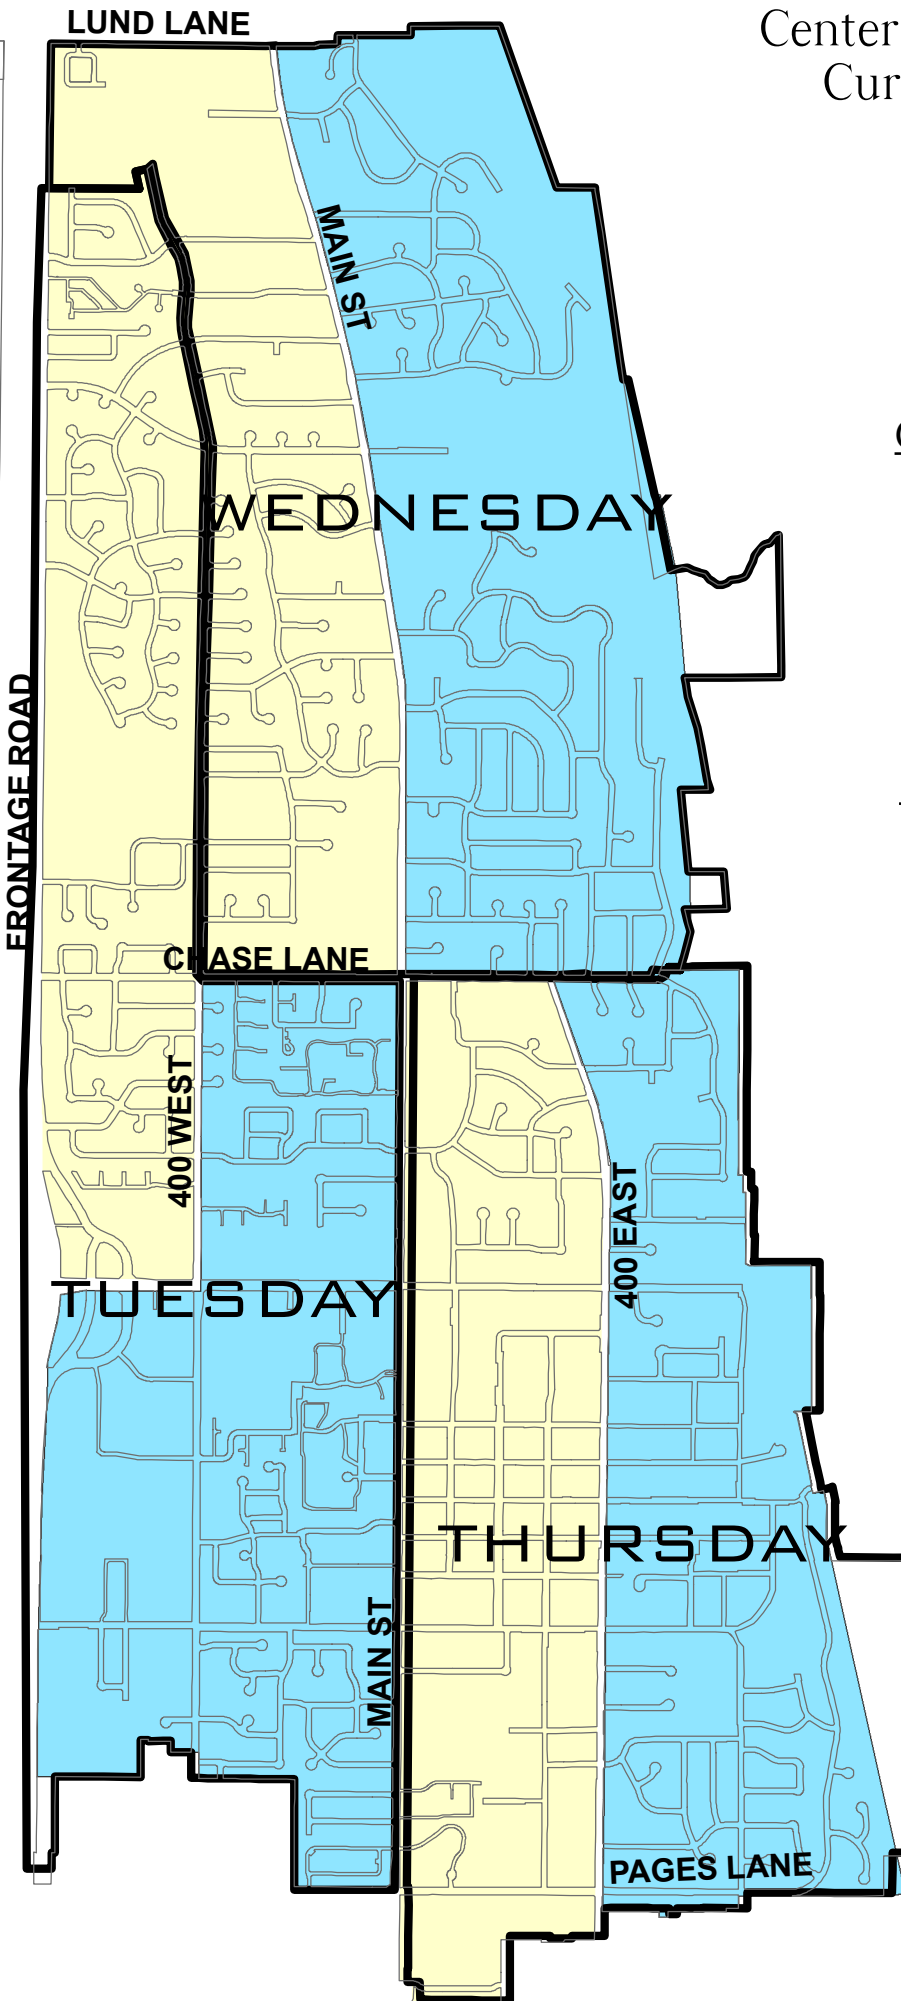 LUND LANE
Center
Cur
MAIN ST
WEDNESDAY
FRONTAGE ROAD
CHASE LANE
400 WEST
400 EAST
TUESDAY
THURSDAY
MAIN ST
PAGES LANE